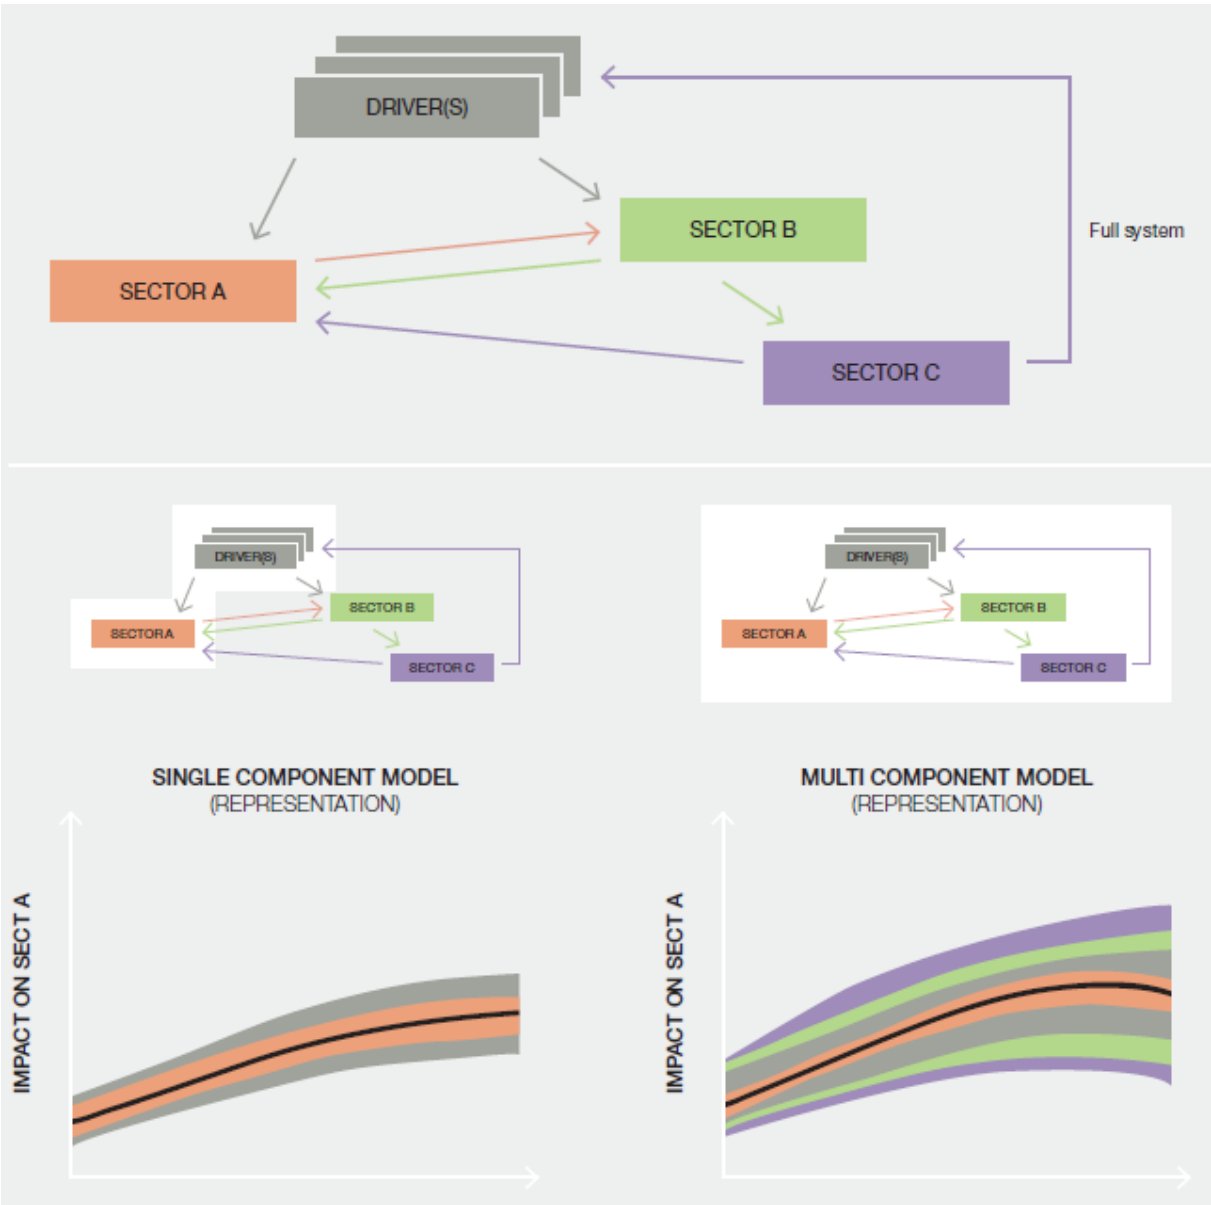 DRIVER(S)
SECTOR B
Full system
SECTOR A
SECTOR C
DRIVER(S)
SECTOR B
SECTOR A
SECTOR C
DRIVER(S)
SECTOR B
SECTOR A
SECTOR C
SINGLE COMPONENT MODEL
(REPRESENTATION)
IMPACT ON SECT A
MULTI COMPONENT MODEL
(REPRESENTATION)
IMPACT ON SECT A